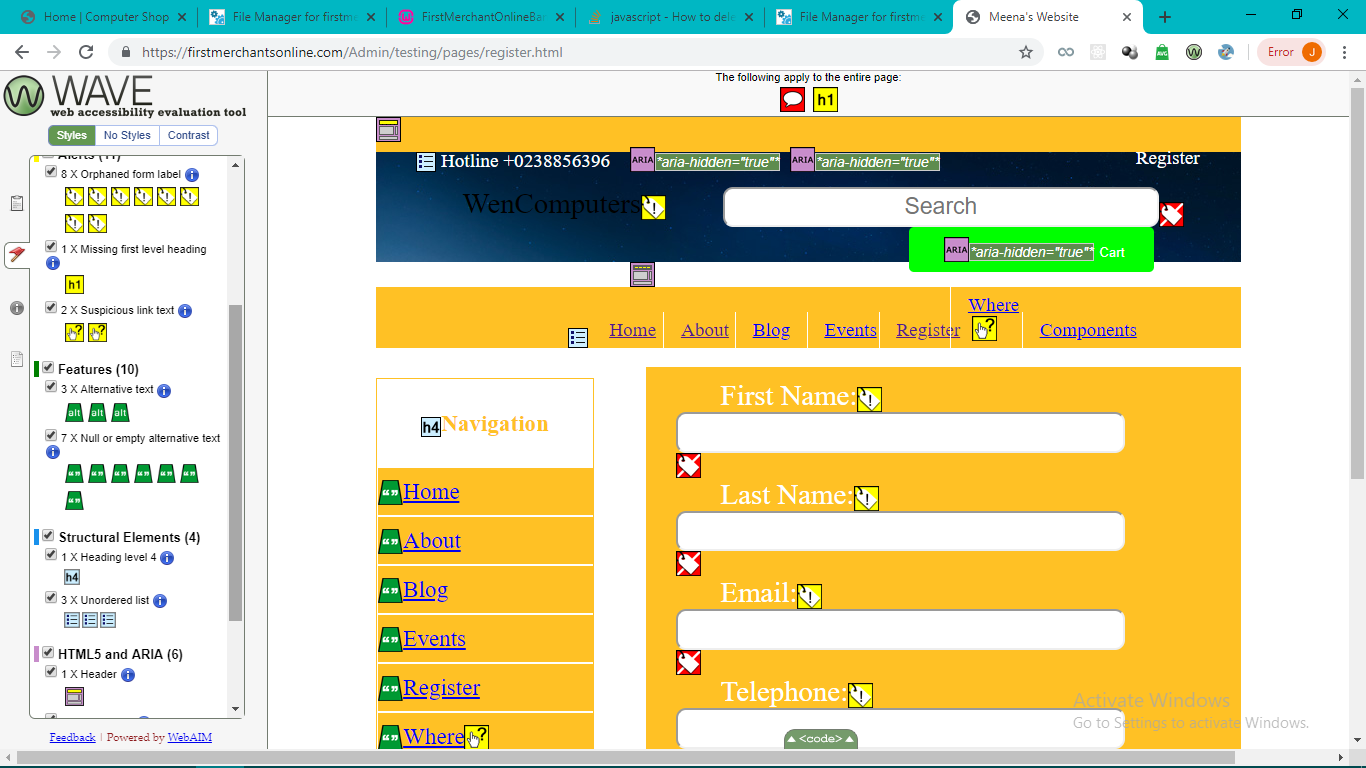 Home | Computer Shop
File Manager for firstme
FirstMerchantOnlineBa
javascript - How to dele
File Manager for firstme
Meena's Website
https://firstmerchantsonline.com/Admin/testing/pages/register.html
Error J
WAVE
web accessibility evaluation tool
Styles No Styles Contrast
Alerts (11)
8 X Orphaned form label
1 X Missing first level heading
h1
2 X Suspicious link text
Features (10)
3 X Alternative text
alt alt alt
7 X Null or empty alternative text
Structural Elements (4)
1 X Heading level 4
h4
3 X Unordered list
HTML5 and ARIA (6)
1 X Header
Feedback | Powered by WebAIM
The following apply to the entire page:
h1
Hotline +0238856396 ARIA *aria-hidden="true"* ARIA *aria-hidden="true"* Register
WenComputers Search
ARIA *aria-hidden="true"* Cart
Home About Blog Events Register Where Components
h4 Navigation
Home
About
Blog
Events
Register
Where
First Name:
Last Name:
Email:
Telephone:
<code>
Activate Windows
Go to Settings to activate Windows.